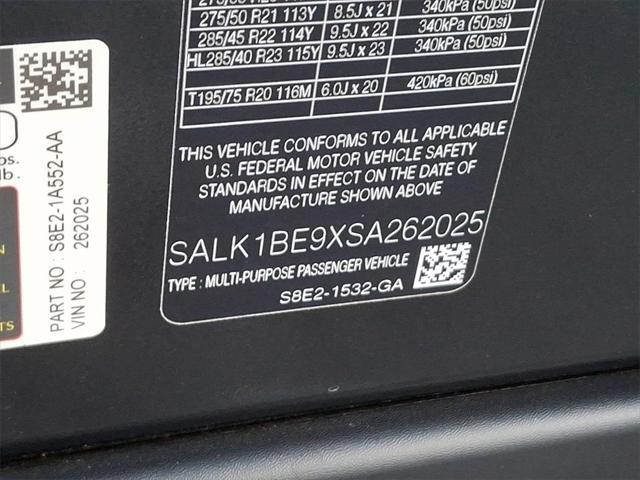 275/50 R21 113Y 8.5J x 21 340kPa (50psi)
285/45 R22 114Y 9.5J x 22 340kPa (50psi)
HL285/40 R23 115Y 9.5J x 23 340kPa (50psi)
T195/75 R20 116M 6.0J x 20 420kPa (60psi)
THIS VEHICLE CONFORMS TO ALL APPLICABLE
U.S. FEDERAL MOTOR VEHICLE SAFETY
STANDARDS IN EFFECT ON THE DATE OF
MANUFACTURE SHOWN ABOVE
SALK1BE9XSA262025
TYPE : MULTI-PURPOSE PASSENGER VEHICLE
S8E2-1532-GA
PART NO : S8E2-1A552-AA
VIN NO : 262025